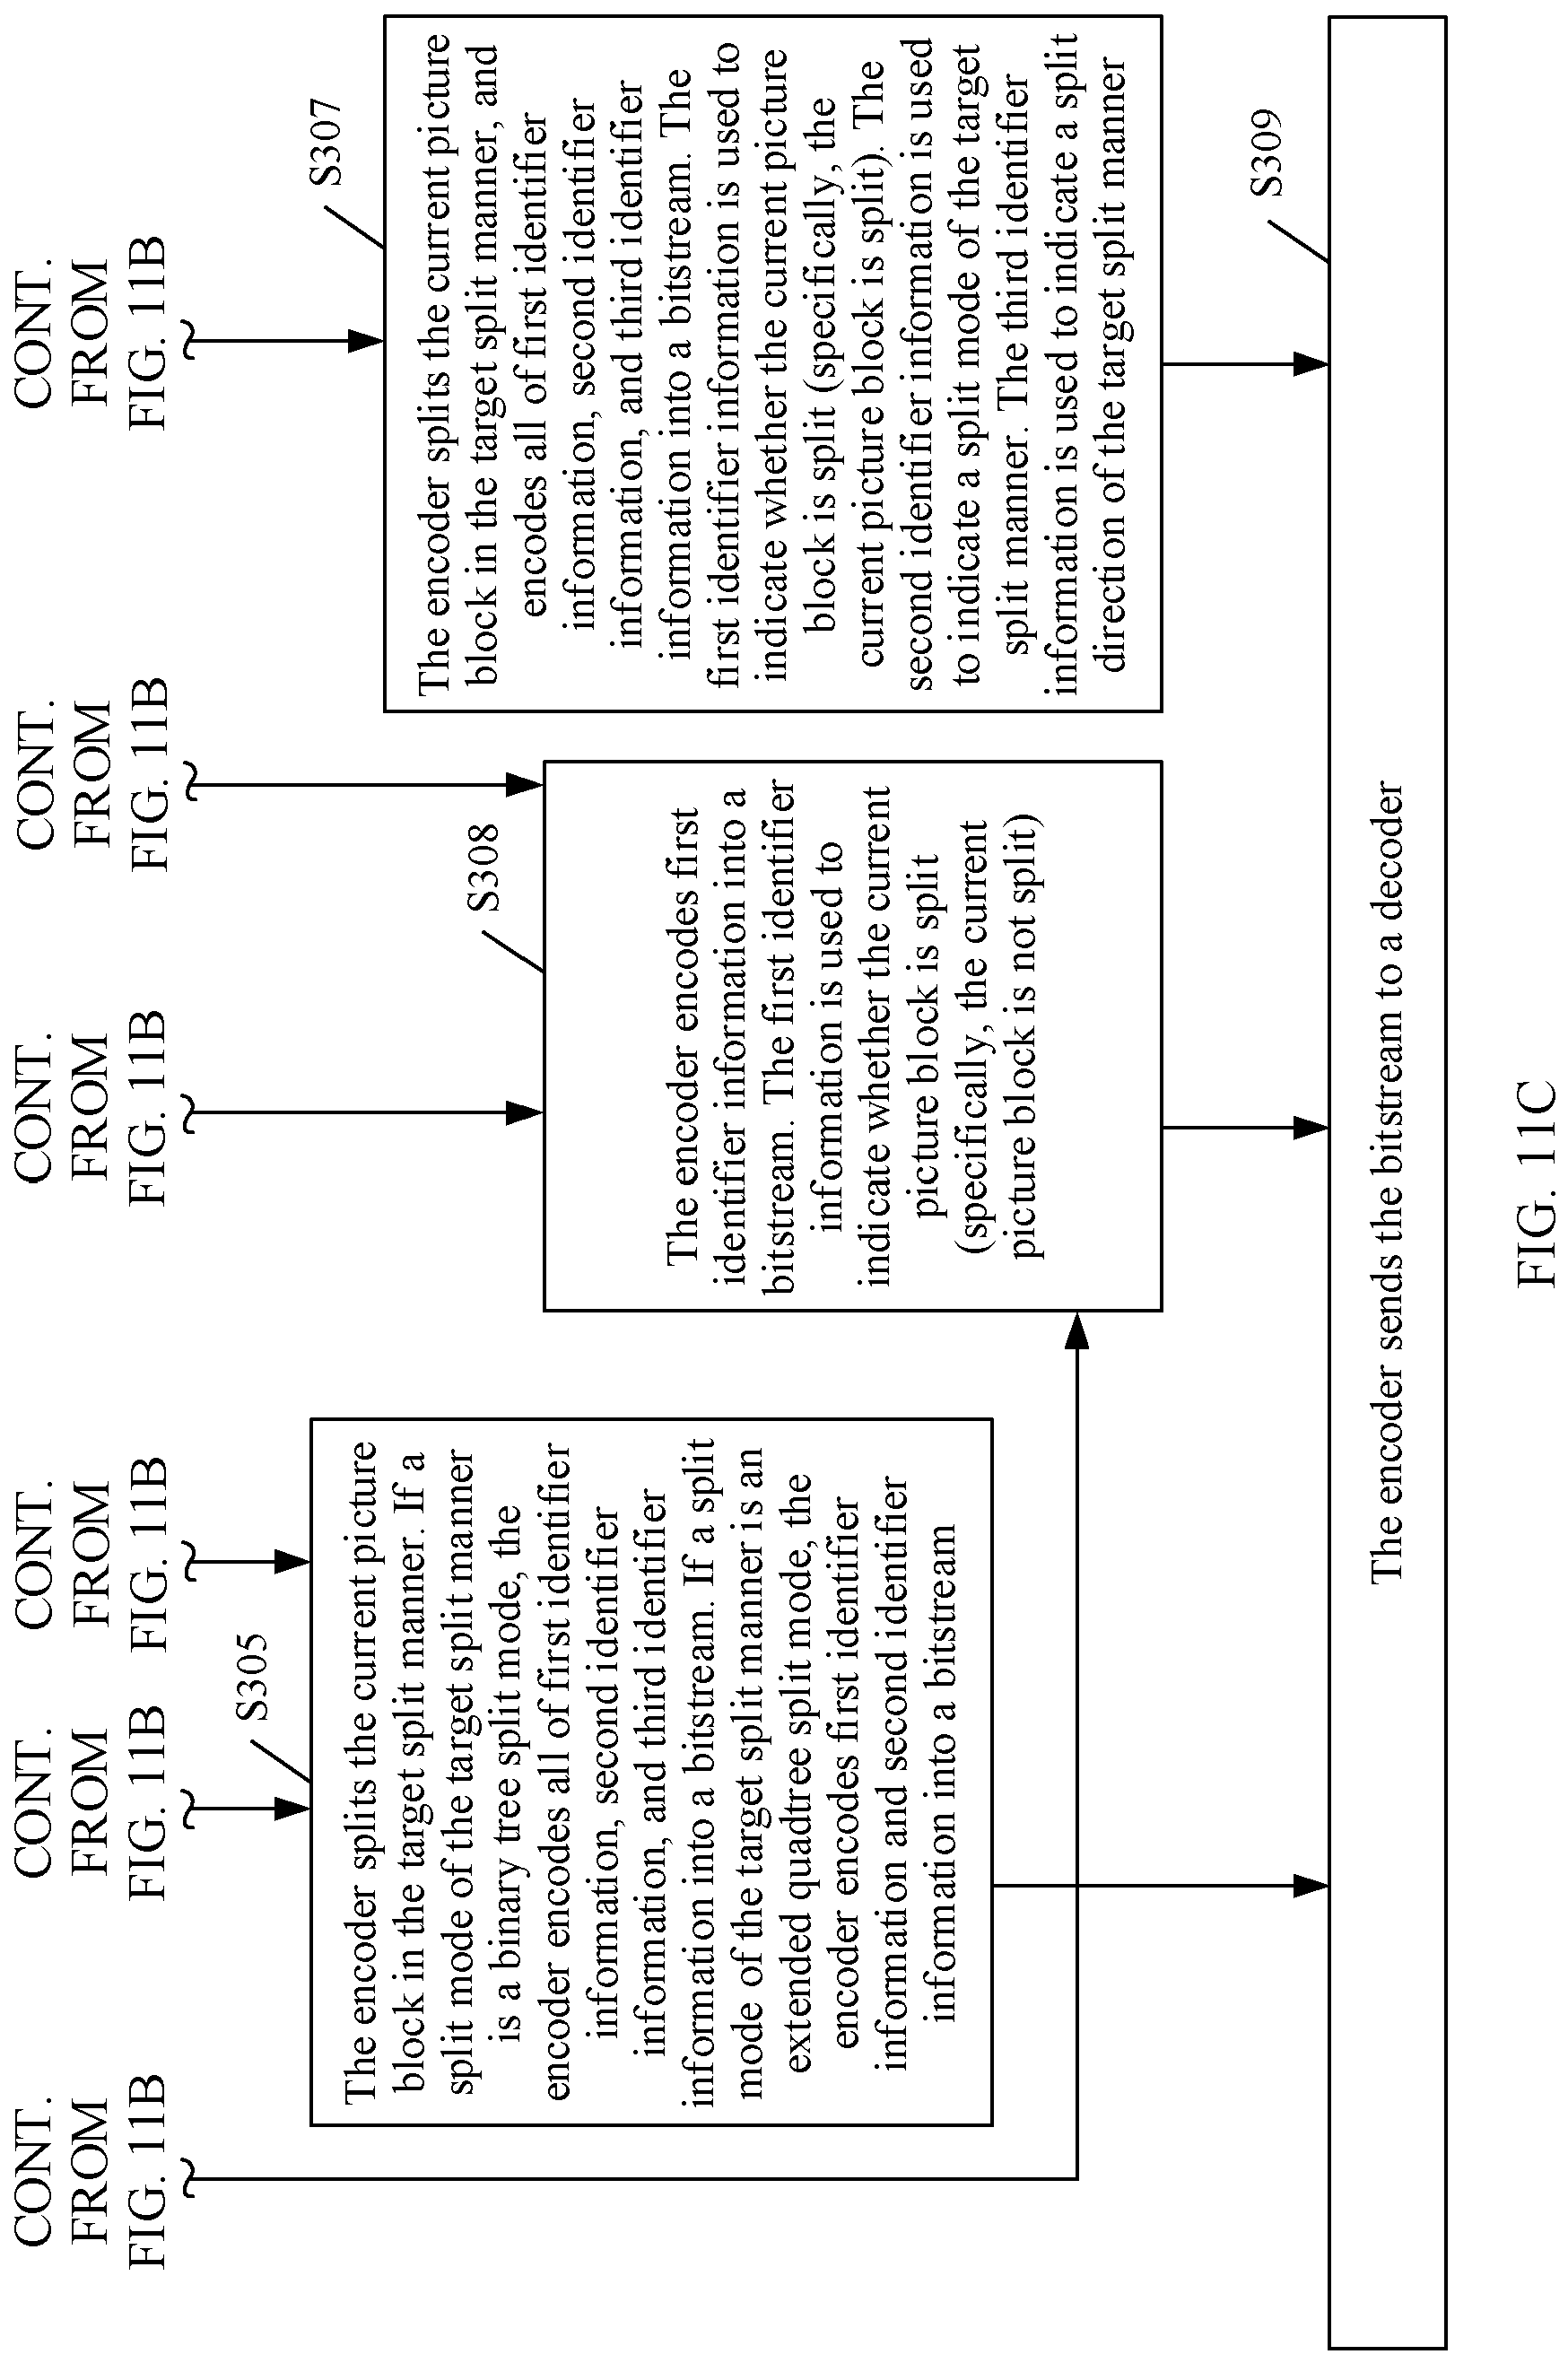 CONT.
FROM
FIG. 11B
CONT.
FROM
FIG. 11B
CONT.
FROM
FIG. 11B
CONT.
FROM
FIG. 11B
CONT.
FROM
FIG. 11B
CONT.
FROM
FIG. 11B
S305
The encoder splits the current picture
block in the target split manner. If a
split mode of the target split manner
is a binary tree split mode, the
encoder encodes all of first identifier
information, second identifier
information, and third identifier
information into a bitstream. If a split
mode of the target split manner is an
extended quadtree split mode, the
encoder encodes first identifier
information and second identifier
information into a bitstream
S308
The encoder encodes first
identifier information into a
bitstream. The first identifier
information is used to
indicate whether the current
picture block is split
(specifically, the current
picture block is not split)
S307
The encoder splits the current picture
block in the target split manner, and
encodes all of first identifier
information, second identifier
information, and third identifier
information into a bitstream. The
first identifier information is used to
indicate whether the current picture
block is split (specifically, the
current picture block is split). The
second identifier information is used
to indicate a split mode of the target
split manner. The third identifier
information is used to indicate a split
direction of the target split manner
S309
The encoder sends the bitstream to a decoder
FIG. 11C